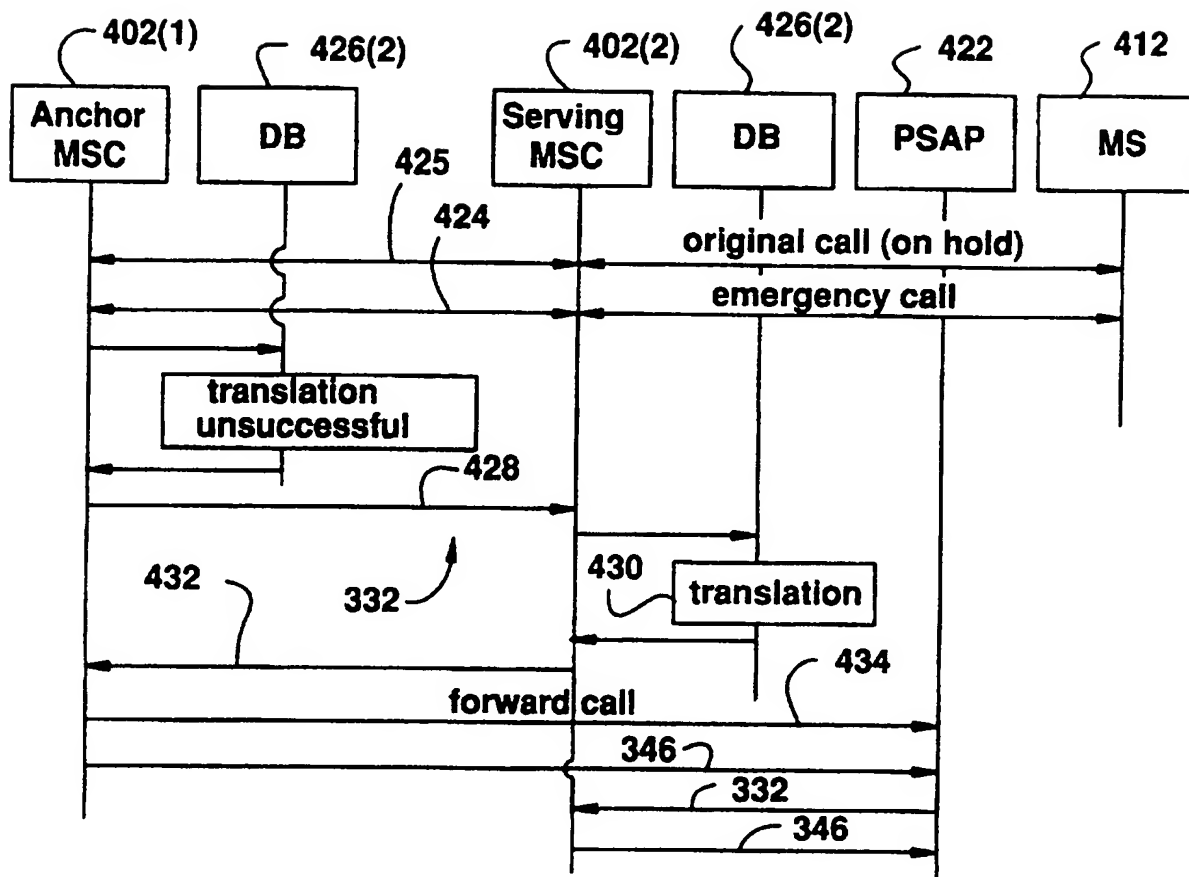 402(1)
426(2)
402(2)
426(2)
422
412
Anchor
MSC
DB
Serving
MSC
DB
PSAP
MS
425
424
original call (on hold)
emergency call
translation
unsuccessful
428
332
430
translation
432
434
forward call
346
332
346